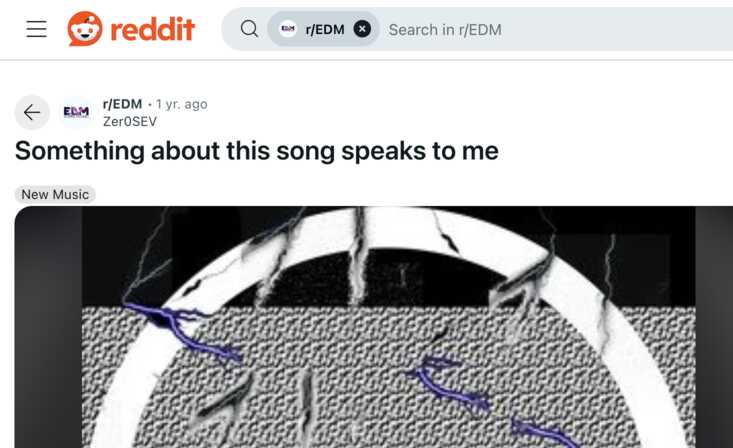 reddit
EDM r/EDM Search in r/EDM
EDM r/EDM • 1 yr. ago
Zer0SEV
Something about this song speaks to me
New Music